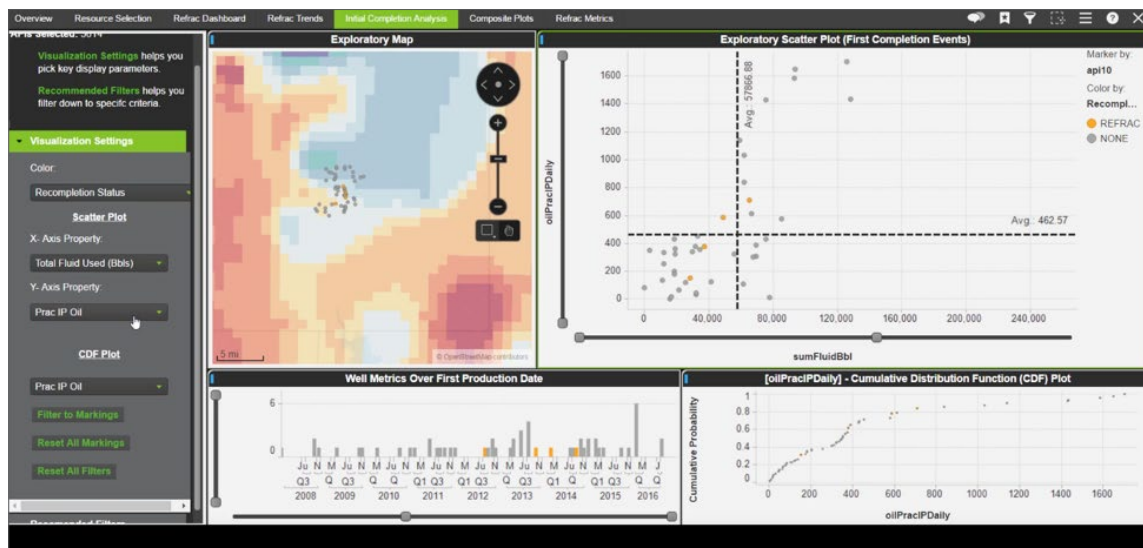 Overview Resource Selection Refrac Dashboard Refrac Trends Initial Completion Analysis Composite Plots Refrac Metrics
APIs Selected:
Visualization Settings helps you
pick key display parameters.
Recommended Filters helps you
filter down to specifc criteria.
Visualization Settings
Color:
Recompletion Status
Scatter Plot
X- Axis Property:
Total Fluid Used (Bbls)
Y- Axis Property:
Prac IP Oil
CDF Plot
Prac IP Oil
Filter to Markings
Reset All Markings
Reset All Filters
Exploratory Map
5 mi
© OpenStreetMap contributors
Exploratory Scatter Plot (First Completion Events)
oilPracIPDaily
1600
1400
1200
1000
800
600
400
200
0
Avg.: 57866.88
Avg.: 462.57
0 40,000 80,000 120,000 160,000 200,000 240,000
sumFluidBbl
Marker by:
api10
Color by:
Recompl...
REFRAC
NONE
Well Metrics Over First Production Date
6
0
Ju N M Ju N M Ju N M Ju N M Ju N M Ju N M Ju N M Ju N M J
Q3 Q Q3 Q Q3 Q1 Q3 Q1 Q3 Q1 Q3 Q1 Q3 Q1 Q3 Q Q
2008 2009 2010 2011 2012 2013 2014 2015 2016
[oilPracIPDaily] - Cumulative Distribution Function (CDF) Plot
Cumulative Probability
1
0.8
0.6
0.4
0.2
0 200 400 600 800 1000 1200 1400 1600
oilPracIPDaily